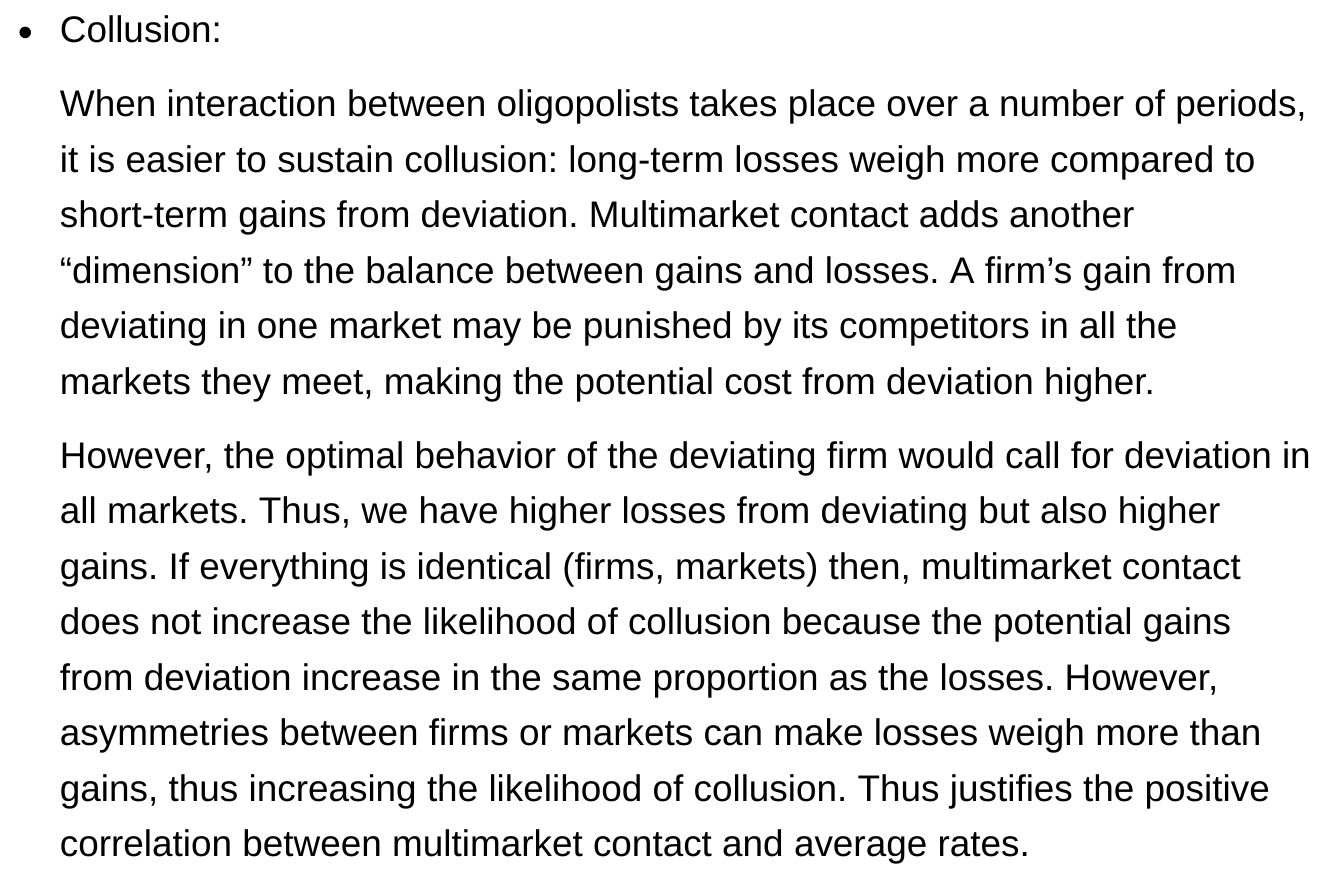 • Collusion:
When interaction between oligopolists takes place over a number of periods,
it is easier to sustain collusion: long-term losses weigh more compared to
short-term gains from deviation. Multimarket contact adds another
“dimension” to the balance between gains and losses. A firm’s gain from
deviating in one market may be punished by its competitors in all the
markets they meet, making the potential cost from deviation higher.
However, the optimal behavior of the deviating firm would call for deviation in
all markets. Thus, we have higher losses from deviating but also higher
gains. If everything is identical (firms, markets) then, multimarket contact
does not increase the likelihood of collusion because the potential gains
from deviation increase in the same proportion as the losses. However,
asymmetries between firms or markets can make losses weigh more than
gains, thus increasing the likelihood of collusion. Thus justifies the positive
correlation between multimarket contact and average rates.